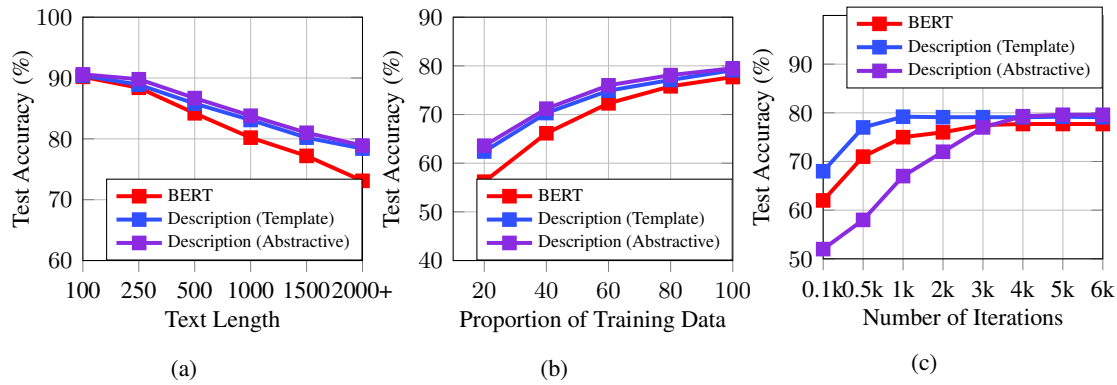 100
90
80
70
60
Test Accuracy (%)
BERT
Description (Template)
Description (Abstractive)
100 250 500 1000 1500 2000+
Text Length
(a)
90
80
70
60
50
40
Test Accuracy (%)
BERT
Description (Template)
Description (Abstractive)
20 40 60 80 100
Proportion of Training Data
(b)
BERT
Description (Template)
Description (Abstractive)
90
80
70
60
50
Test Accuracy (%)
0.1k 0.5k 1k 2k 3k 4k 5k 6k
Number of Iterations
(c)